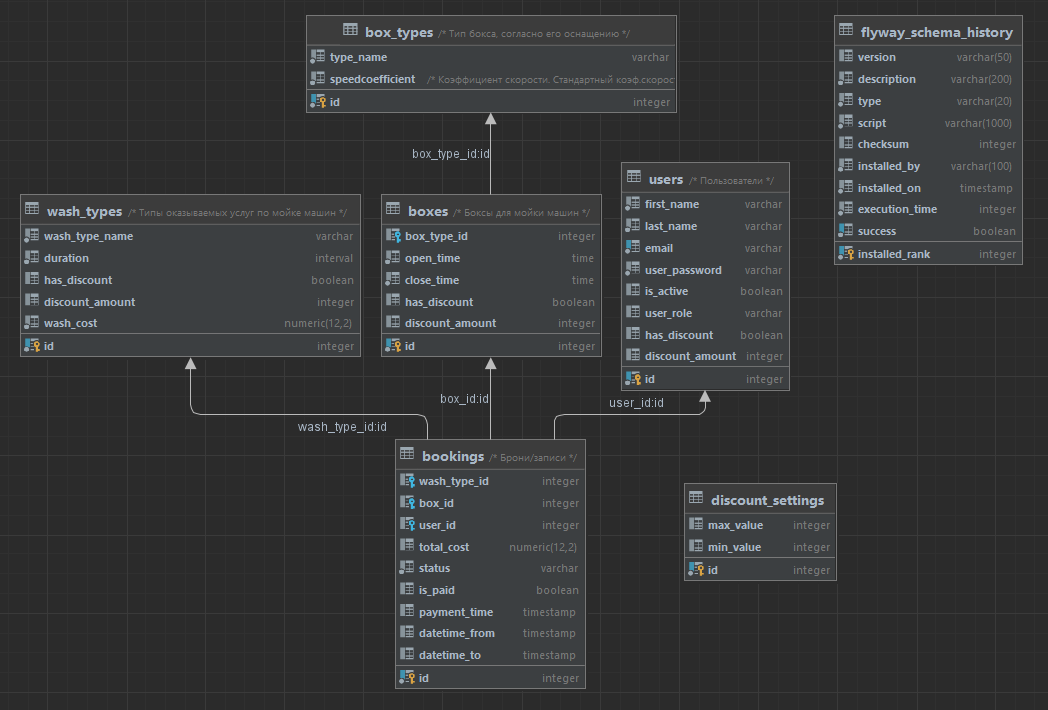 box_types /* Тип бокса, согласно его оснащению */
type_name varchar
speedcoefficient /* Коэффициент скорости. Стандартный коэф.скорос
id integer
flyway_schema_history
version varchar(50)
description varchar(200)
type varchar(20)
script varchar(1000)
checksum integer
installed_by varchar(100)
installed_on timestamp
execution_time integer
success boolean
installed_rank integer
box_type_id:id
wash_types /* Типы оказываемых услуг по мойке машин */
wash_type_name varchar
duration interval
has_discount boolean
discount_amount integer
wash_cost numeric(12,2)
id integer
boxes /* Боксы для мойки машин */
box_type_id integer
open_time time
close_time time
has_discount boolean
discount_amount integer
id integer
users /* Пользователи */
first_name varchar
last_name varchar
email varchar
user_password varchar
is_active boolean
user_role varchar
has_discount boolean
discount_amount integer
id integer
wash_type_id:id
box_id:id
user_id:id
bookings /* Брони/записи */
wash_type_id integer
box_id integer
user_id integer
total_cost numeric(12,2)
status varchar
is_paid boolean
payment_time timestamp
datetime_from timestamp
datetime_to timestamp
id integer
discount_settings
max_value integer
min_value integer
id integer